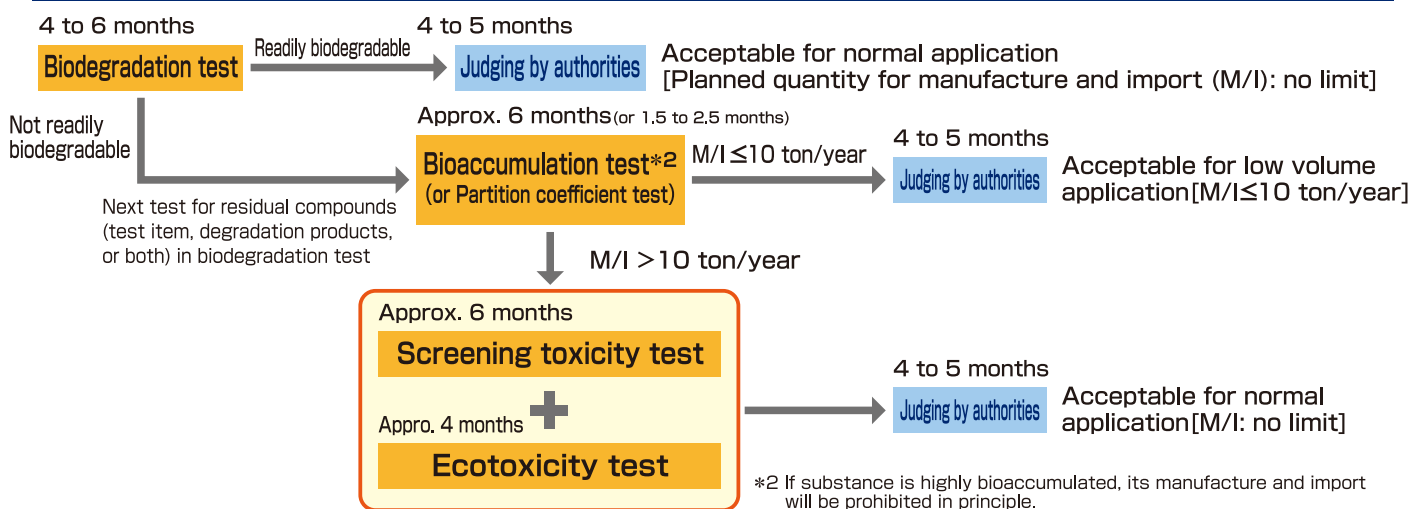 4 to 6 months
Biodegradation test
Readily biodegradable
4 to 5 months
Judging by authorities
Acceptable for normal application
[Planned quantity for manufacture and import (M/I): no limit]
Not readily
biodegradable
Next test for residual compounds
(test item, degradation products,
or both) in biodegradation test
Approx. 6 months(or 1.5 to 2.5 months)
Bioaccumulation test*2
(or Partition coefficient test)
M/I≤10 ton/year
4 to 5 months
Judging by authorities
Acceptable for low volume
application[M/I≤10 ton/year]
M/I >10 ton/year
Approx. 6 months
Screening toxicity test
Appro. 4 months
Ecotoxicity test
4 to 5 months
Judging by authorities
Acceptable for normal
application[M/I: no limit]
*2 If substance is highly bioaccumulated, its manufacture and import
will be prohibited in principle.